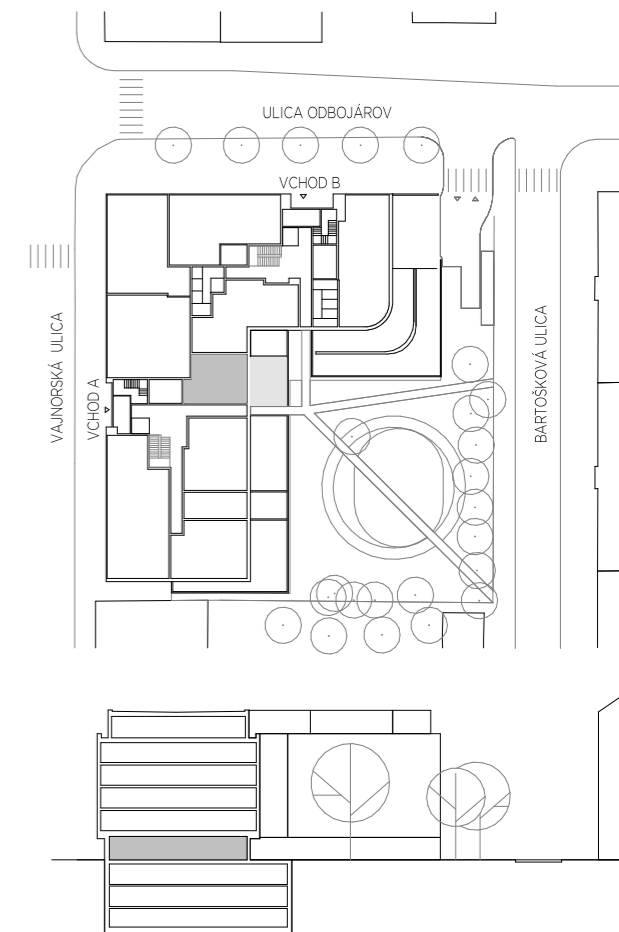 ULICA ODBOJÁROV
VCHOD B
VAJNORSKÁ ULICA
VCHOD A
BARTOŠKOVÁ ULICA